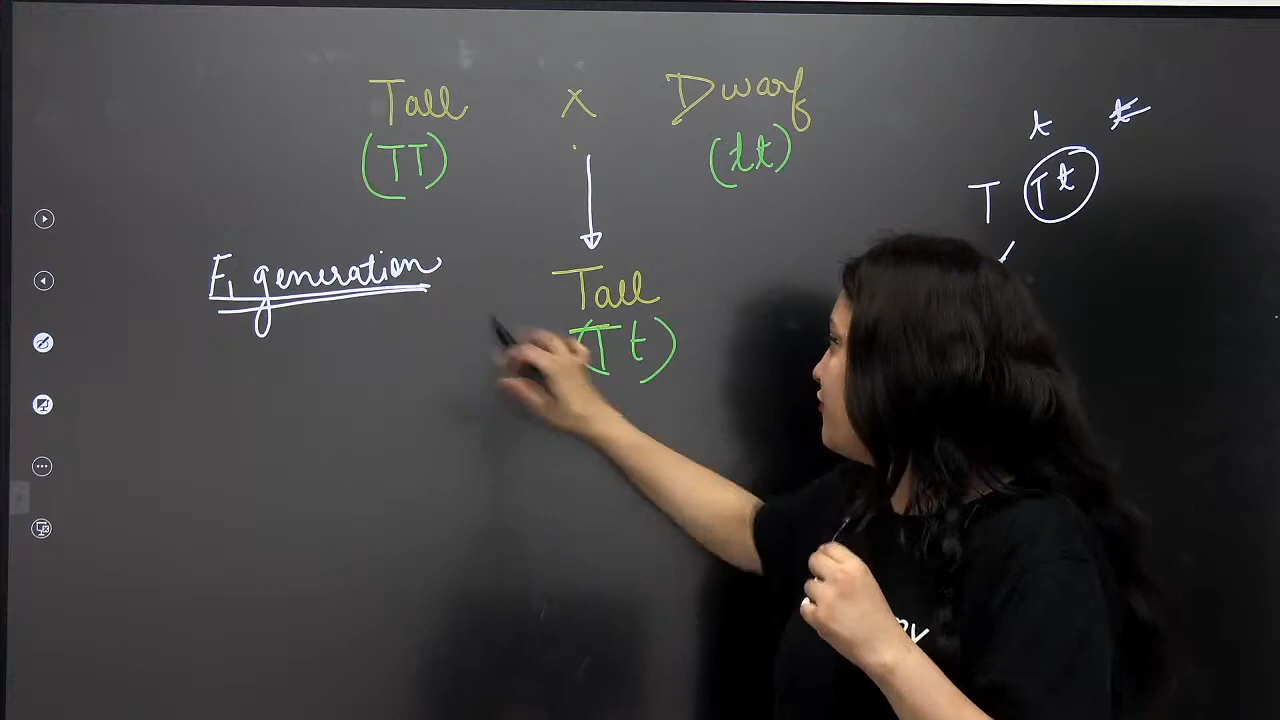 Tall x Dwarf
(TT) (tt)
t t
T Tt
F1 generation
Tall
(Tt)